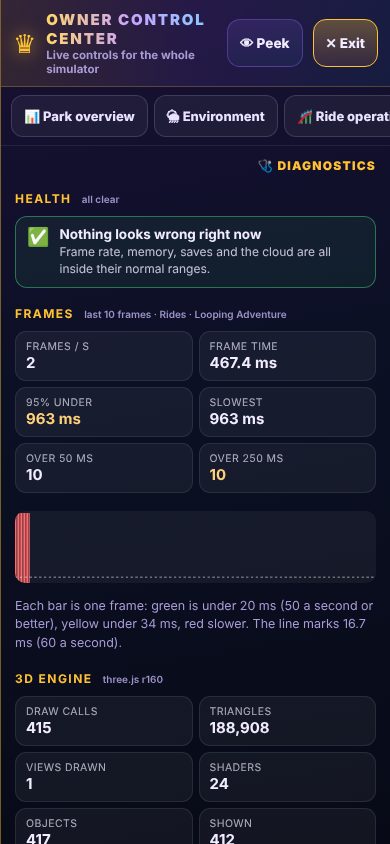 OWNER CONTROL
CENTER
Live controls for the whole
simulator
👁 Peek
✕ Exit
📊 Park overview
🌦 Environment
🎢 Ride operati
🩺 DIAGNOSTICS
HEALTH all clear
Nothing looks wrong right now
Frame rate, memory, saves and the cloud are all
inside their normal ranges.
FRAMES last 10 frames · Rides · Looping Adventure
FRAMES / S
2
FRAME TIME
467.4 ms
95% UNDER
963 ms
SLOWEST
963 ms
OVER 50 MS
10
OVER 250 MS
10
Each bar is one frame: green is under 20 ms (50 a second or
better), yellow under 34 ms, red slower. The line marks 16.7
ms (60 a second).
3D ENGINE three.js r160
DRAW CALLS
415
TRIANGLES
188,908
VIEWS DRAWN
1
SHADERS
24
OBJECTS
417
SHOWN
412